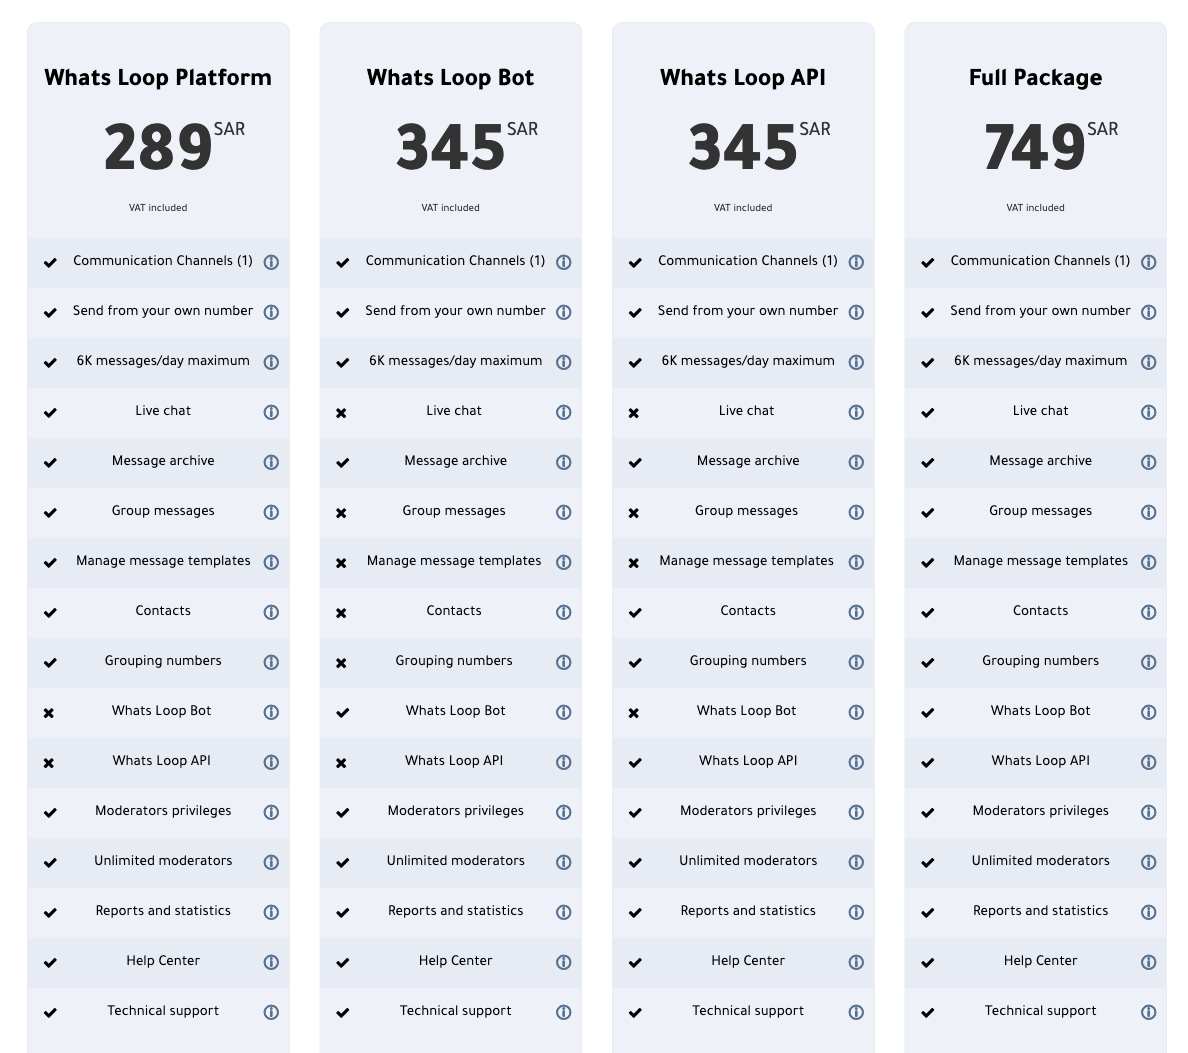 Whats Loop Platform
289 SAR
VAT included
Communication Channels (1)
Send from your own number
6K messages/day maximum
Live chat
Message archive
Group messages
Manage message templates
Contacts
Grouping numbers
Whats Loop Bot
Whats Loop API
Moderators privileges
Unlimited moderators
Reports and statistics
Help Center
Technical support
Whats Loop Bot
345 SAR
VAT included
Communication Channels (1)
Send from your own number
6K messages/day maximum
Live chat
Message archive
Group messages
Manage message templates
Contacts
Grouping numbers
Whats Loop Bot
Whats Loop API
Moderators privileges
Unlimited moderators
Reports and statistics
Help Center
Technical support
Whats Loop API
345 SAR
VAT included
Communication Channels (1)
Send from your own number
6K messages/day maximum
Live chat
Message archive
Group messages
Manage message templates
Contacts
Grouping numbers
Whats Loop Bot
Whats Loop API
Moderators privileges
Unlimited moderators
Reports and statistics
Help Center
Technical support
Full Package
749 SAR
VAT included
Communication Channels (1)
Send from your own number
6K messages/day maximum
Live chat
Message archive
Group messages
Manage message templates
Contacts
Grouping numbers
Whats Loop Bot
Whats Loop API
Moderators privileges
Unlimited moderators
Reports and statistics
Help Center
Technical support